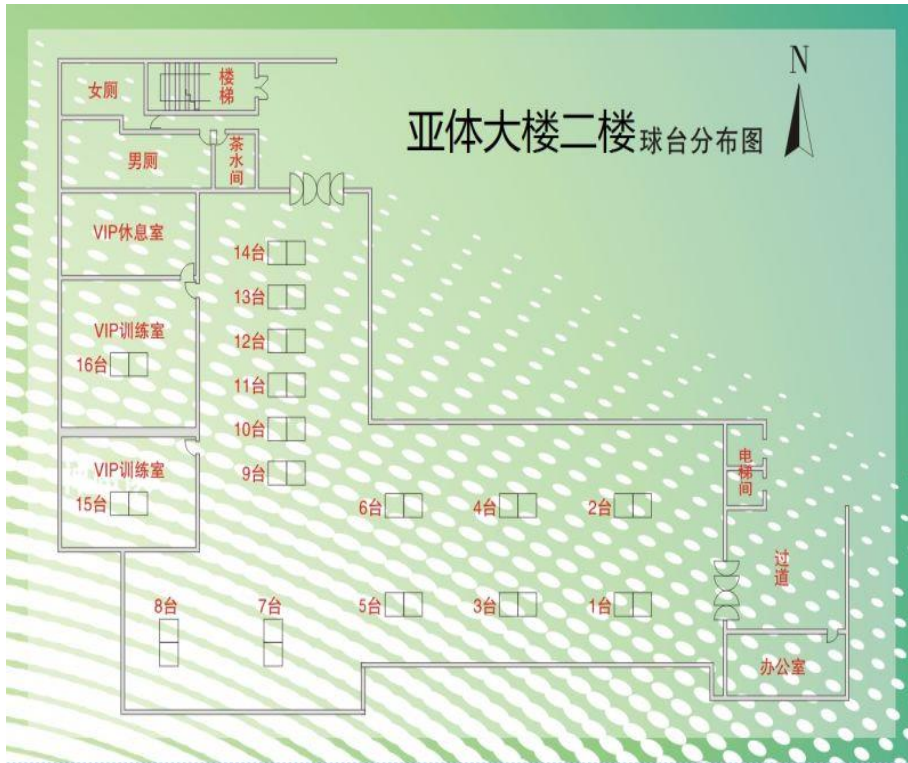 N
亚体大楼二楼球台分布图
女厕
楼梯
男厕
茶水间
VIP休息室
14台
13台
VIP训练室
12台
16台
11台
10台
VIP训练室
9台
电梯间
15台
6台
4台
2台
过道
8台
7台
5台
3台
1台
办公室